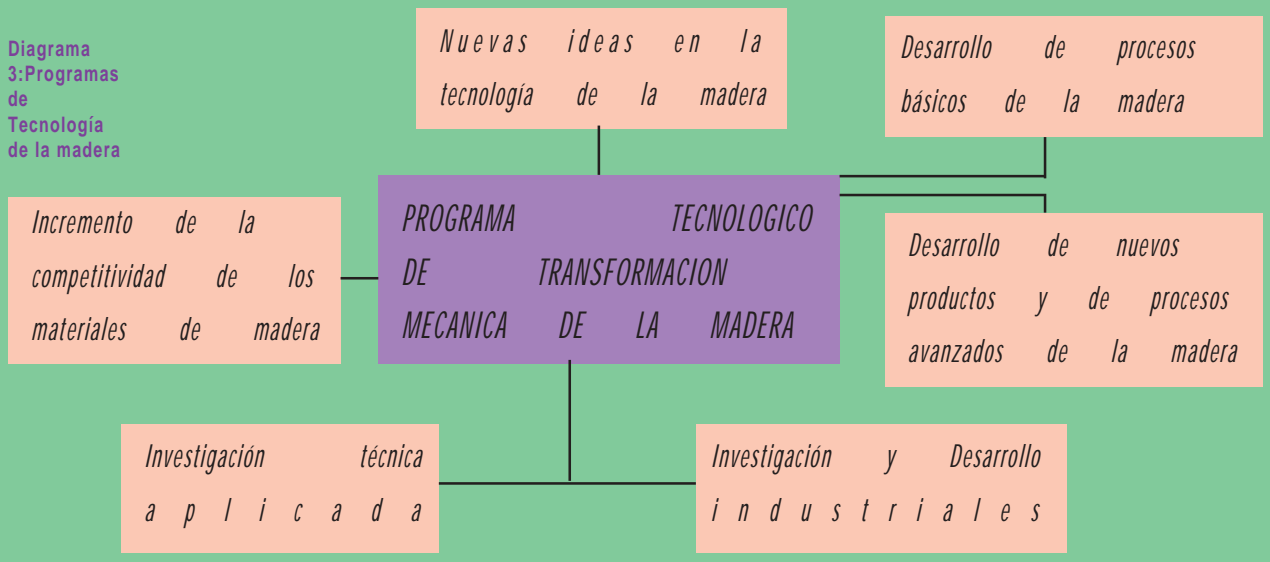 Diagrama
3:Programas
de
Tecnología
de la madera
Nuevas ideas en la
tecnología de la madera
Desarrollo de procesos
básicos de la madera
Incremento de la
competitividad de los
materiales de madera
PROGRAMA TECNOLOGICO
DE TRANSFORMACION
MECANICA DE LA MADERA
Desarrollo de nuevos
productos y de procesos
avanzados de la madera
Investigación técnica
aplicada
Investigación y Desarrollo
industriales